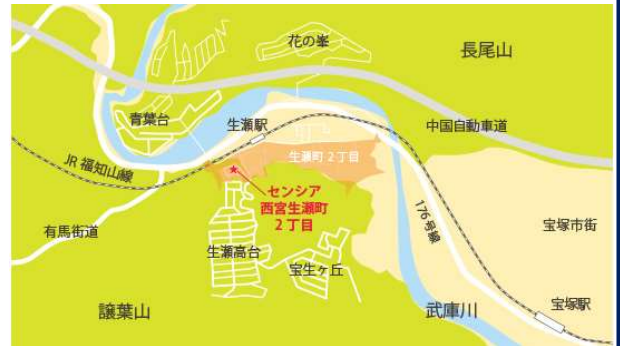 花の峯
長尾山
青葉台
生瀬駅
中国自動車道
生瀬町２丁目
JR 福知山線
センシア
西宮生瀬町
２丁目
176号線
有馬街道
宝塚市街
生瀬高台
宝生ヶ丘
譲葉山
武庫川
宝塚駅